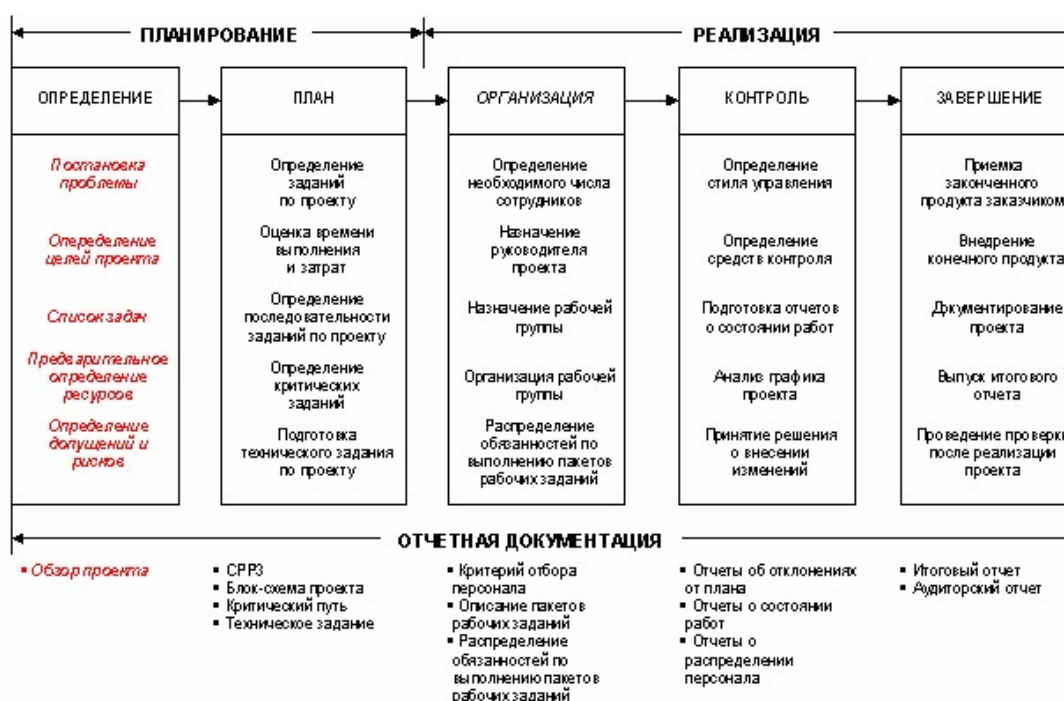 ПЛАНИРОВАНИЕ
РЕАЛИЗАЦИЯ
ОПРЕДЕЛЕНИЕ
ПЛАН
ОРГАНИЗАЦИЯ
КОНТРОЛЬ
ЗАВЕРШЕНИЕ
Постановка
проблемы
Опеределение
целей проекта
Список задач
Предварительное
определение
ресурсов
Определение
допущений и
рисков
Определение
заданий
по проекту
Оценка времени
выполнения
и затрат
Определение
последовательности
заданий по проекту
Определение
критических
заданий
Подготовка
технического задания
по проекту
Определение
необходимого числа
сотрудников
Назначение
руководителя
проекта
Назначение рабочей
группы
Организация рабочей
группы
Распределение
обязанностей по
выполнению пакетов
рабочих заданий
Определение
стиля управления
Определение
средств контроля
Подготовка отчетов
о состоянии работ
Анализ графика
проекта
Принятие решения
о внесении
изменений
Приемка
законченного
продукта заказчиком
Внедрение
конечного продукта
Документирование
проекта
Выпуск итогового
отчета
Проведение проверки
после реализации
проекта
ОТЧЕТНАЯ ДОКУМЕНТАЦИЯ
▪ Обзор проекта
▪ СРРЗ
▪ Блок-схема проекта
▪ Критический путь
▪ Техническое задание
▪ Критерий отбора
персонала
▪ Описание пакетов
рабочих заданий
▪ Распределение
обязанностей по
выполнению пакетов
рабочих заданий
▪ Отчеты об отклонениях
от плана
▪ Отчеты о состоянии
работ
▪ Отчеты о
распределении
персонала
▪ Итоговый отчет
▪ Аудиторский отчет